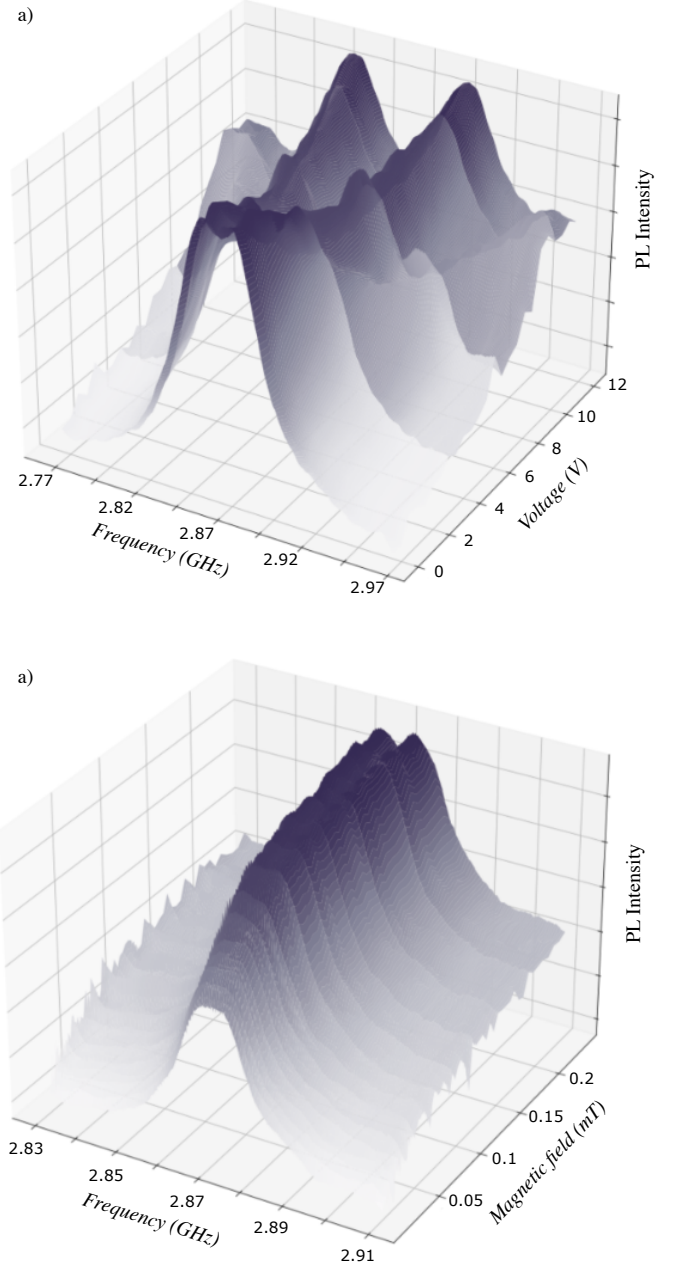 a)
PL Intensity
12
10
8
6
4
2
0
Voltage (V)
2.77
2.82
2.87
2.92
2.97
Frequency (GHz)
a)
PL Intensity
0.2
0.15
0.1
0.05
Magnetic field (mT)
2.83
2.85
2.87
2.89
2.91
Frequency (GHz)